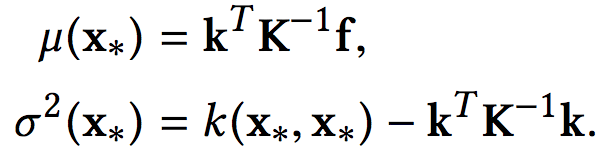 μ(𝐱∗) = 𝐤ᵀ𝐊⁻¹𝐟,
σ²(𝐱∗) = k(𝐱∗, 𝐱∗) − 𝐤ᵀ𝐊⁻¹𝐤.